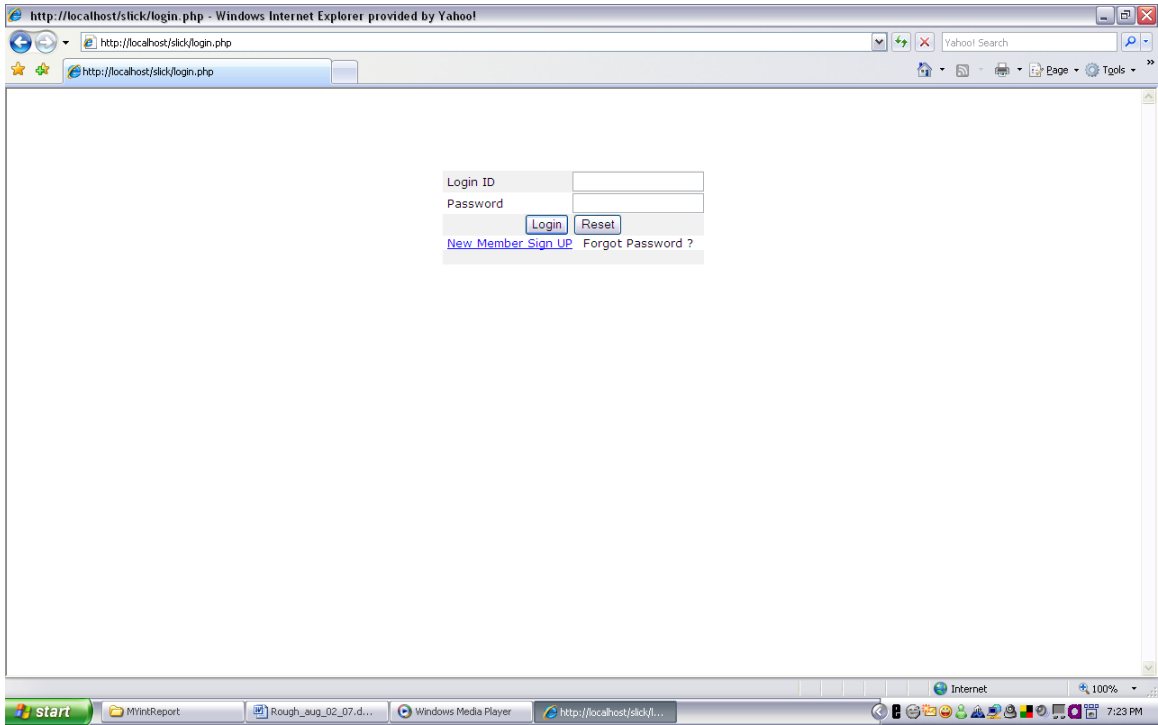 http://localhost/slick/login.php - Windows Internet Explorer provided by Yahoo!
http://localhost/slick/login.php
Yahoo! Search
http://localhost/slick/login.php
Page
Tools
Login ID
Password
Login Reset
New Member Sign UP Forgot Password ?
Internet
100%
start
MYintReport
Rough_aug_02_07.d...
Windows Media Player
http://localhost/slick/l...
7:23 PM